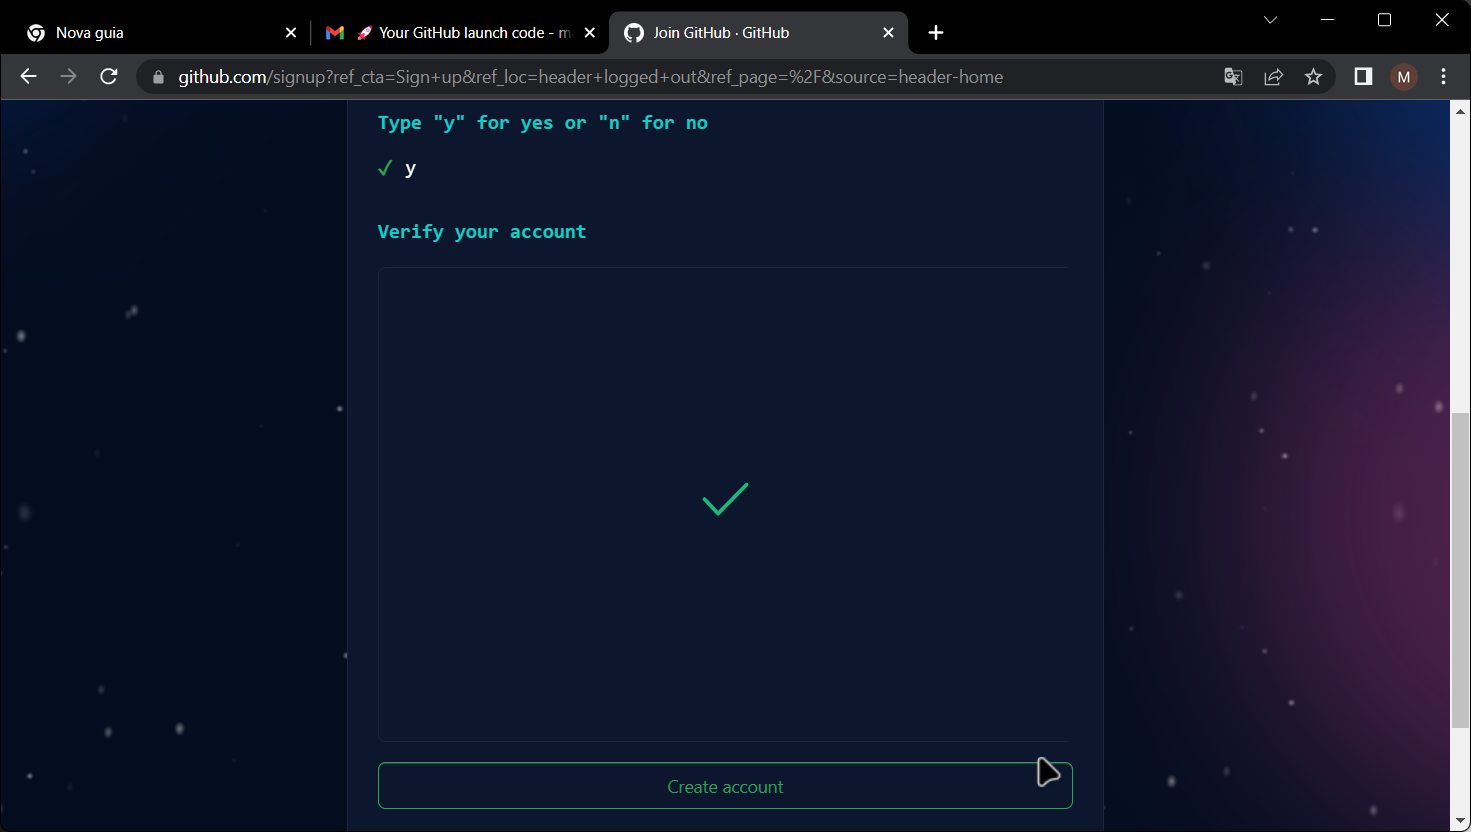 Nova guia
🚀 Your GitHub launch code - m
Join GitHub · GitHub
github.com/signup?ref_cta=Sign+up&ref_loc=header+logged+out&ref_page=%2F&source=header-home
M
Type "y" for yes or "n" for no
✓ y
Verify your account
Create account